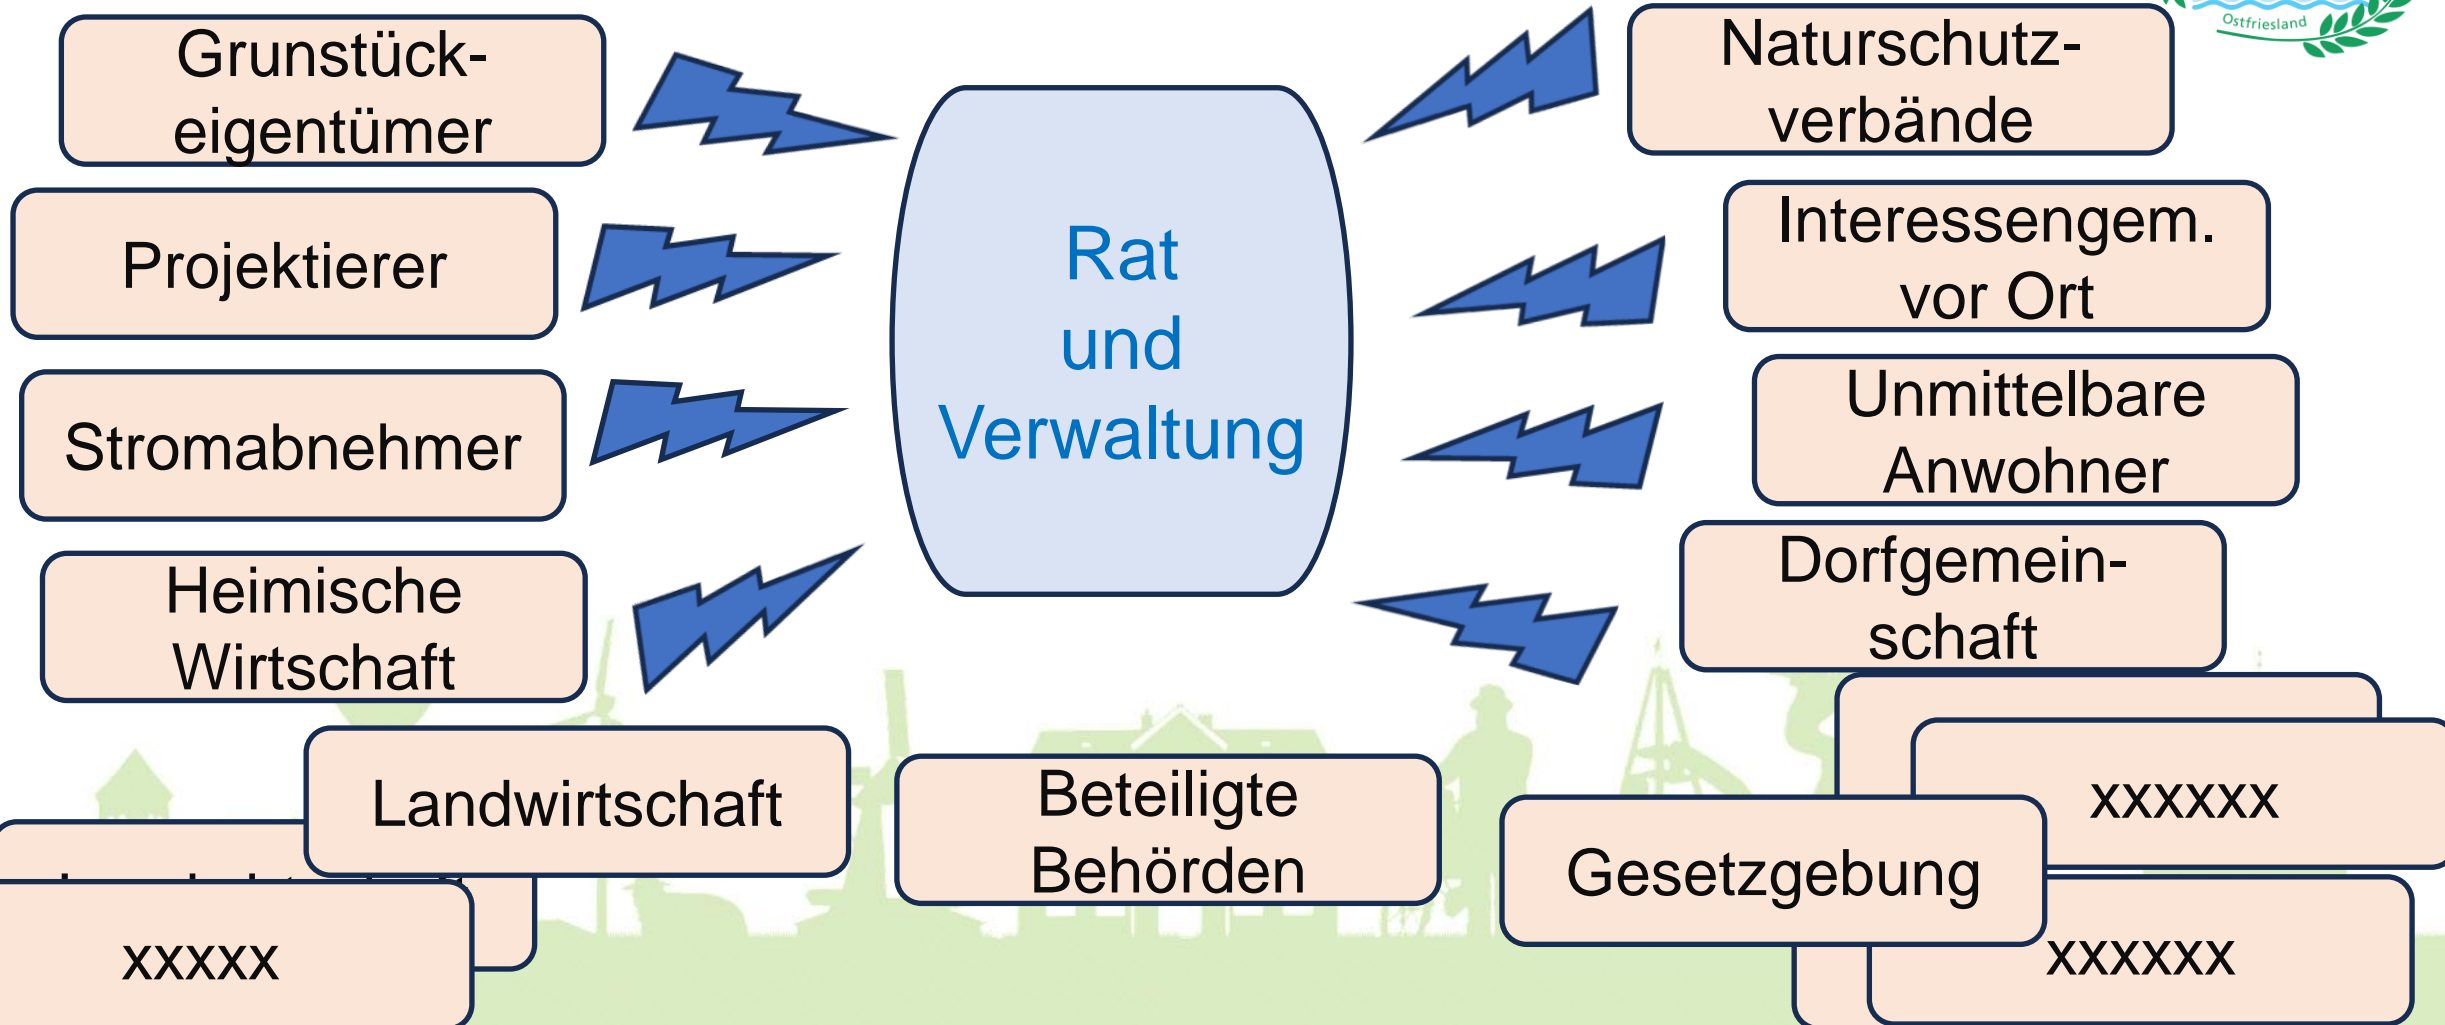 Grunstück-
eigentümer
Projektierer
Stromabnehmer
Heimische
Wirtschaft
Landwirtschaft
xxxxx
Rat
und
Verwaltung
Beteiligte
Behörden
Ostfriesland
Naturschutz-
verbände
Interessengem.
vor Ort
Unmittelbare
Anwohner
Dorfgemein-
schaft
xxxxxx
Gesetzgebung
xxxxxx